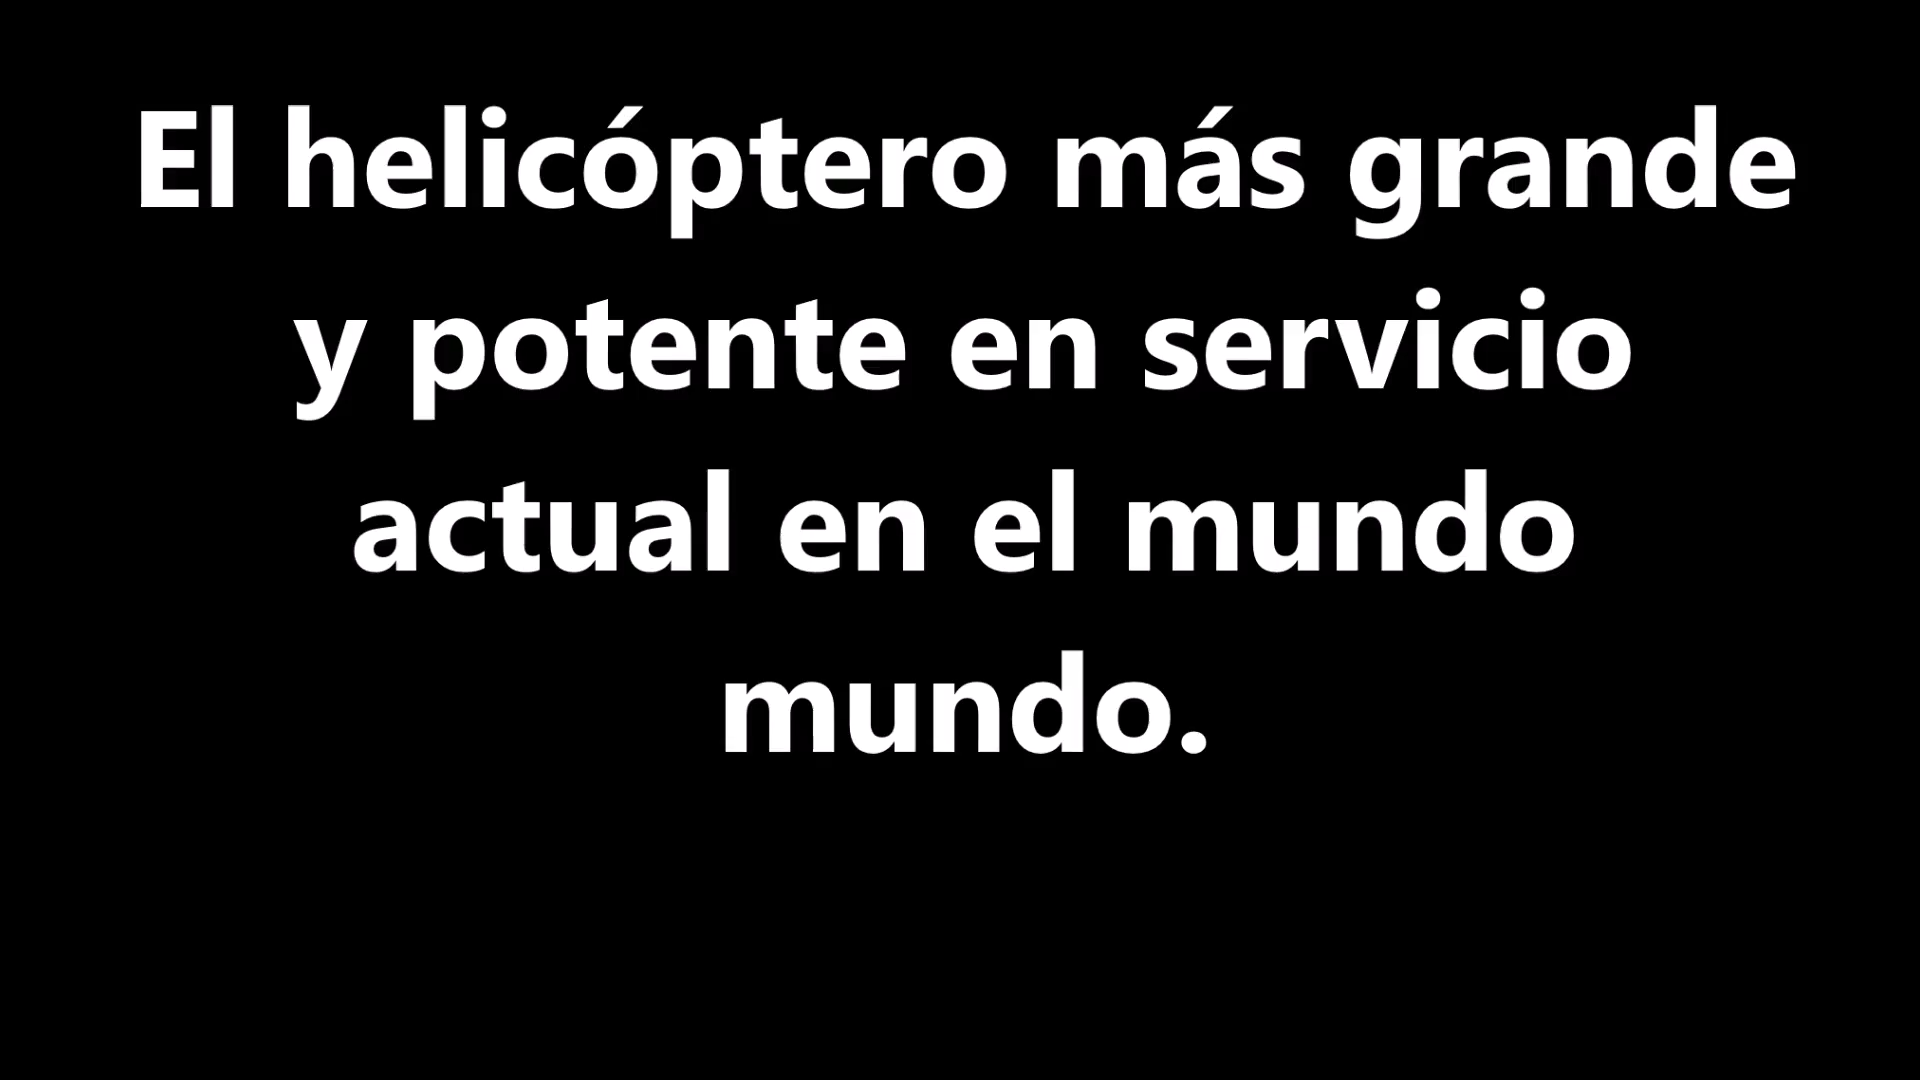 El helicóptero más grande
y potente en servicio
actual en el mundo
mundo.